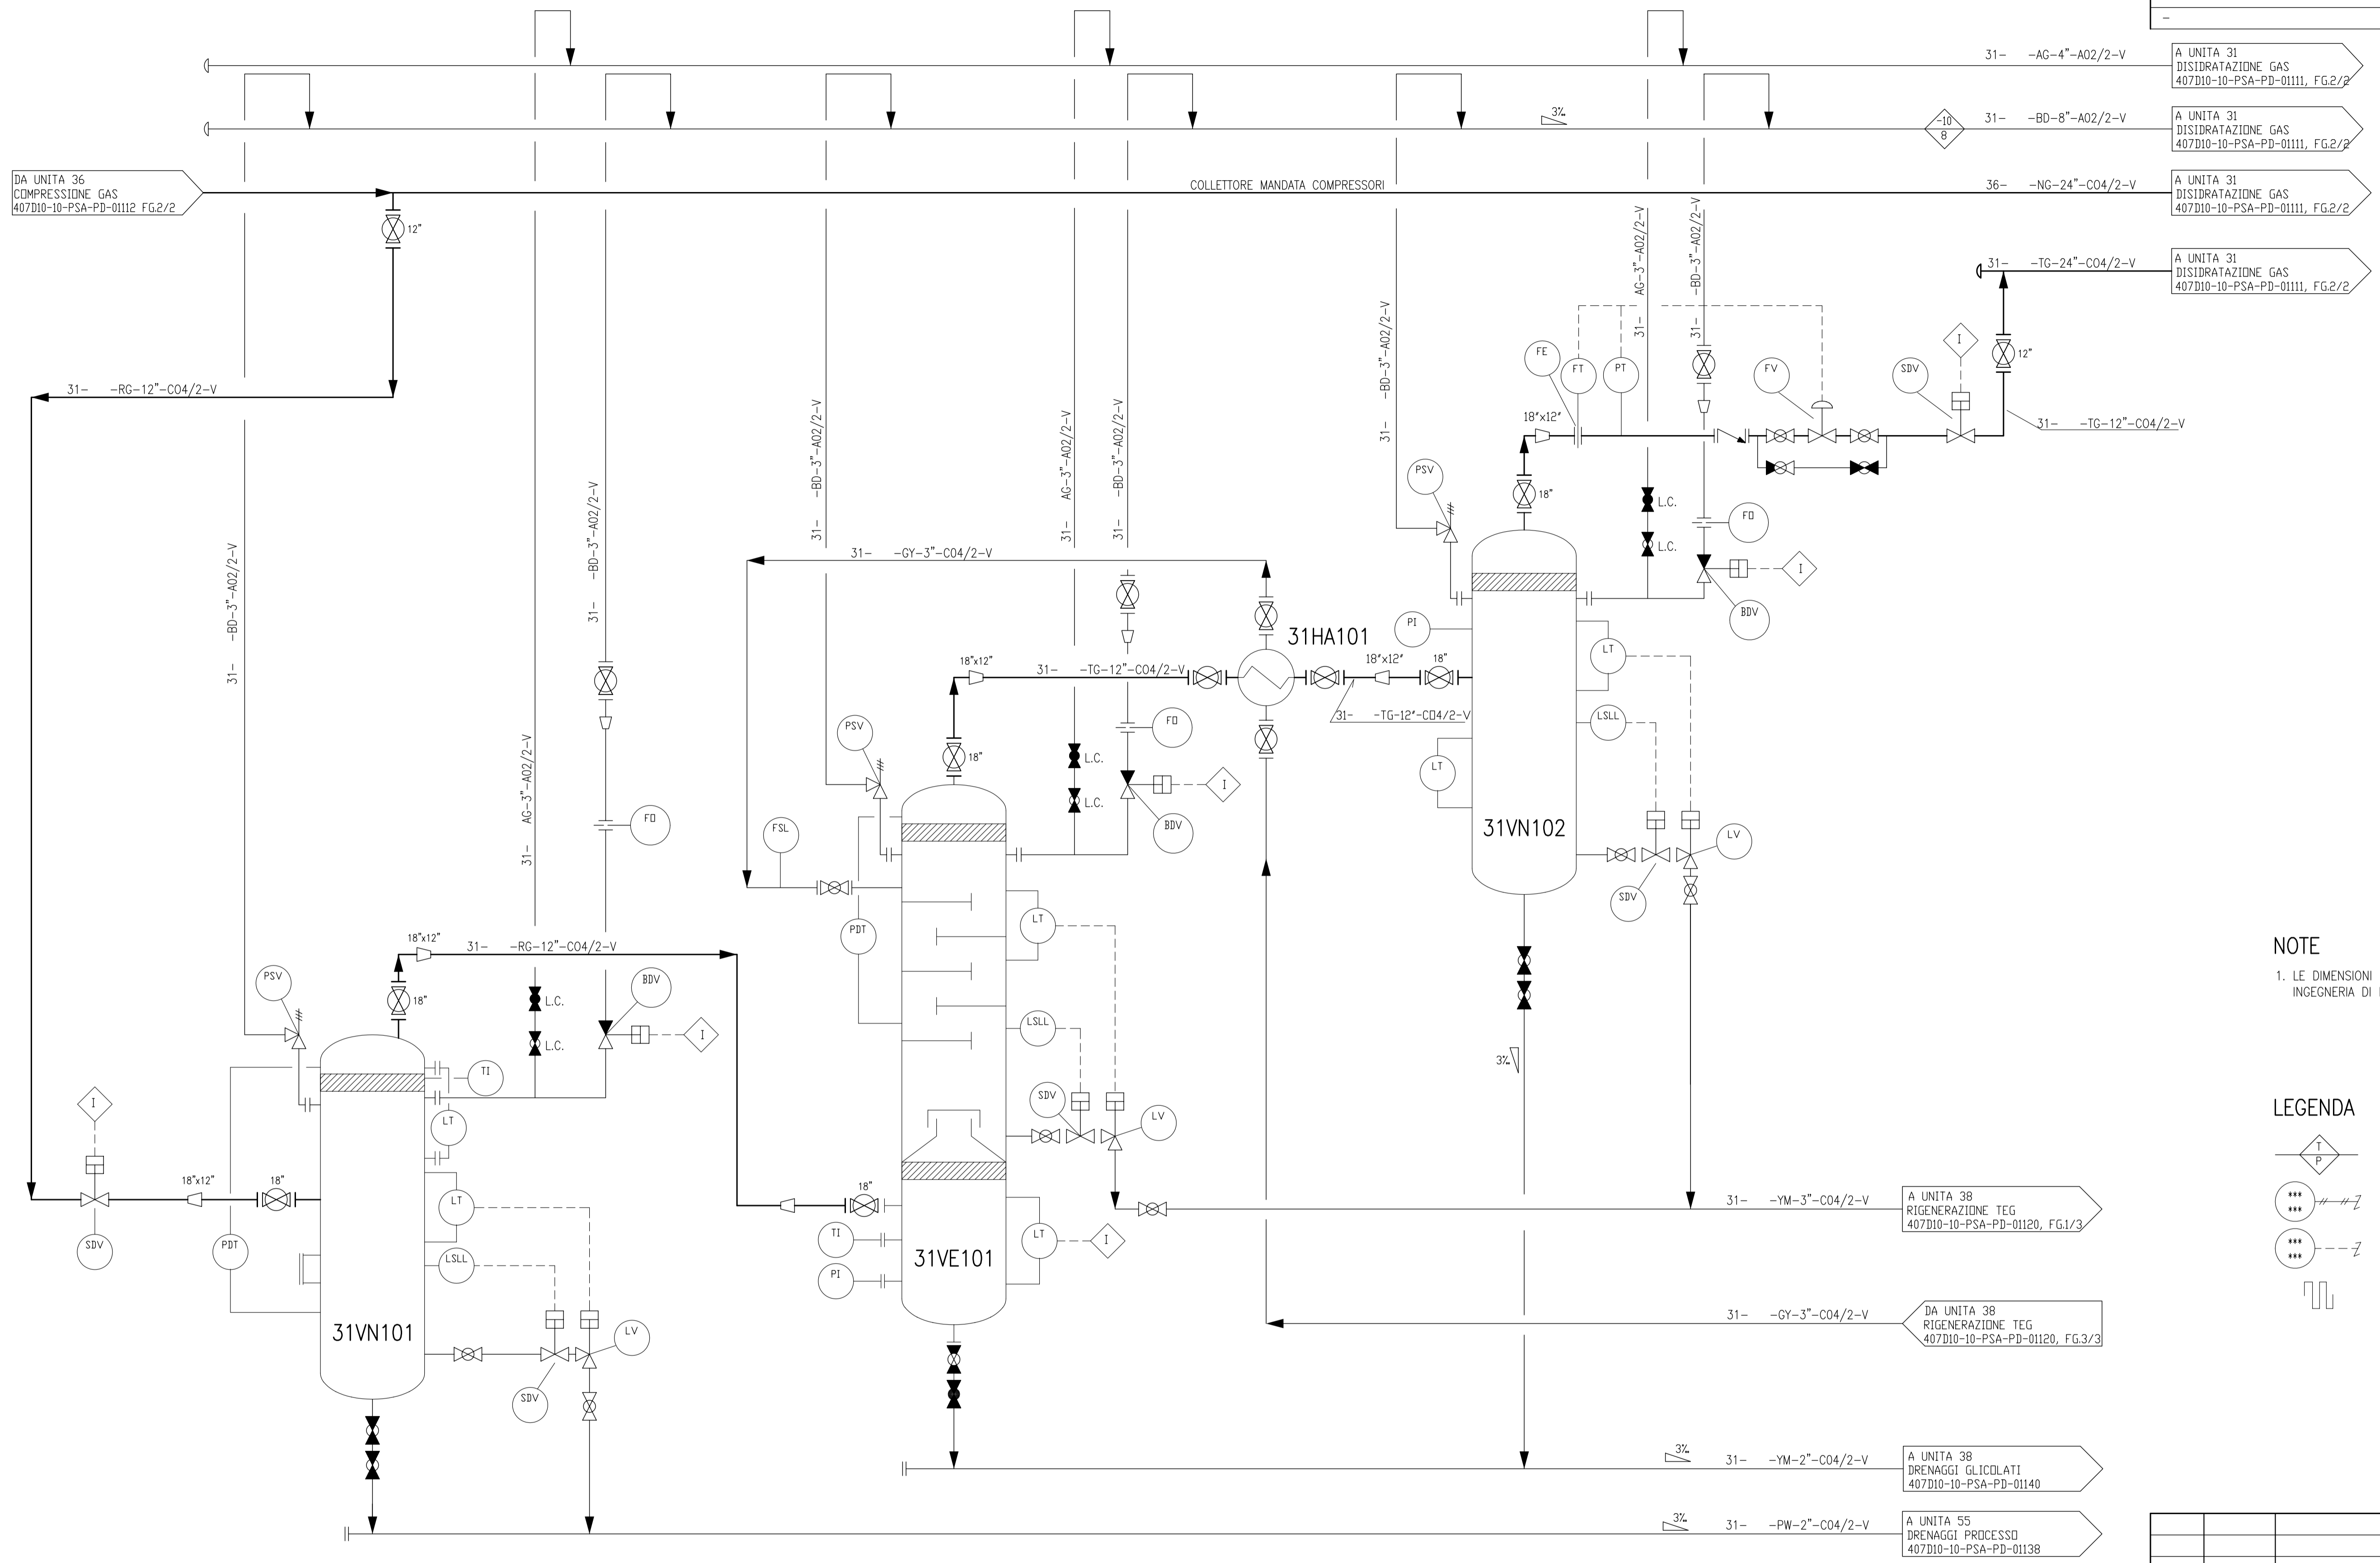 -
31-   -AG-4"-A02/2-V
A UNITA 31
DISIDRATAZIONE GAS
407D10-10-PSA-PD-01111, FG.2/2
3‰
-10
8
31-   -BD-8"-A02/2-V
A UNITA 31
DISIDRATAZIONE GAS
407D10-10-PSA-PD-01111, FG.2/2
DA UNITA 36
COMPRESSIONE GAS
407D10-10-PSA-PD-01112 FG.2/2
COLLETTORE MANDATA COMPRESSORI
36-   -NG-24"-C04/2-V
A UNITA 31
DISIDRATAZIONE GAS
407D10-10-PSA-PD-01111, FG.2/2
12"
31-   -TG-24"-C04/2-V
A UNITA 31
DISIDRATAZIONE GAS
407D10-10-PSA-PD-01111, FG.2/2
31-   -RG-12"-C04/2-V
31-   -BD-3"-A02/2-V
31-   AG-3"-A02/2-V
31-   -BD-3"-A02/2-V
31-   -BD-3"-A02/2-V
31-   AG-3"-A02/2-V
31-   -BD-3"-A02/2-V
31-   -BD-3"-A02/2-V
31-   AG-3"-A02/2-V
31-   -BD-3"-A02/2-V
FE
FT
PT
FV
SDV
I
12"
18"x12"
31-   -TG-12"-C04/2-V
PSV
18"
L.C.
L.C.
FO
I
BDV
31-   -GY-3"-C04/2-V
31HA101
PI
LT
18"x12"
31-   -TG-12"-C04/2-V
18"x12"
18"
31-   -TG-12"-C04/2-V
LSLL
LT
31VN102
LV
SDV
PSV
18"
L.C.
L.C.
FO
I
BDV
FSL
PDT
LT
LSLL
SDV
LV
FO
18"x12"
31-   -RG-12"-C04/2-V
PSV
18"
L.C.
L.C.
BDV
I
TI
LT
I
18"x12"
18"
SDV
PDT
LT
LSLL
31VN101
LV
SDV
18"
TI
PI
31VE101
LT
I
3‰
NOTE
1. LE DIMENSIONI
INGEGNERIA DI
LEGENDA
T
P
***
***
***
***
31-   -YM-3"-C04/2-V
A UNITA 38
RIGENERAZIONE TEG
407D10-10-PSA-PD-01120, FG.1/3
31-   -GY-3"-C04/2-V
DA UNITA 38
RIGENERAZIONE TEG
407D10-10-PSA-PD-01120, FG.3/3
3‰
31-   -YM-2"-C04/2-V
A UNITA 38
DRENAGGI GLICOLATI
407D10-10-PSA-PD-01140
3‰
31-   -PW-2"-C04/2-V
A UNITA 55
DRENAGGI PROCESSO
407D10-10-PSA-PD-01138